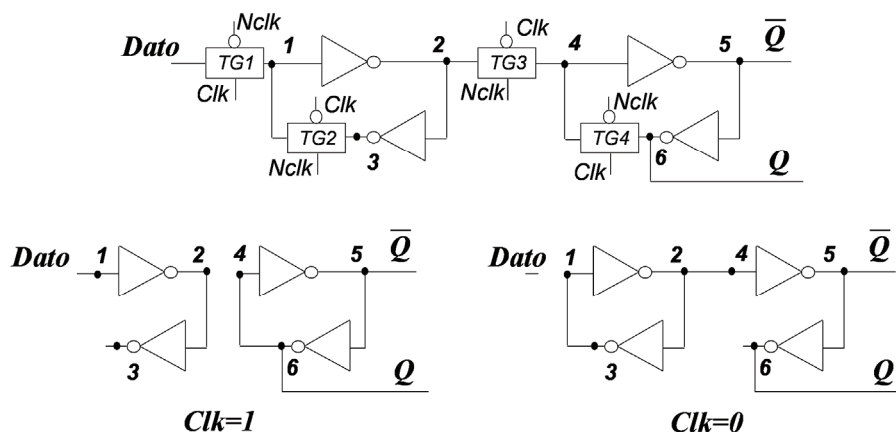 Nclk Clk
Dato TG1 1 2 TG3 4 5 Q̅
Clk Clk Nclk Nclk
TG2 3 TG4 6
Nclk Clk Q
Dato 1 2 4 5 Q̅ Dato 1 2 4 5 Q̅
3 6 3 6
Q Q
Clk=1 Clk=0